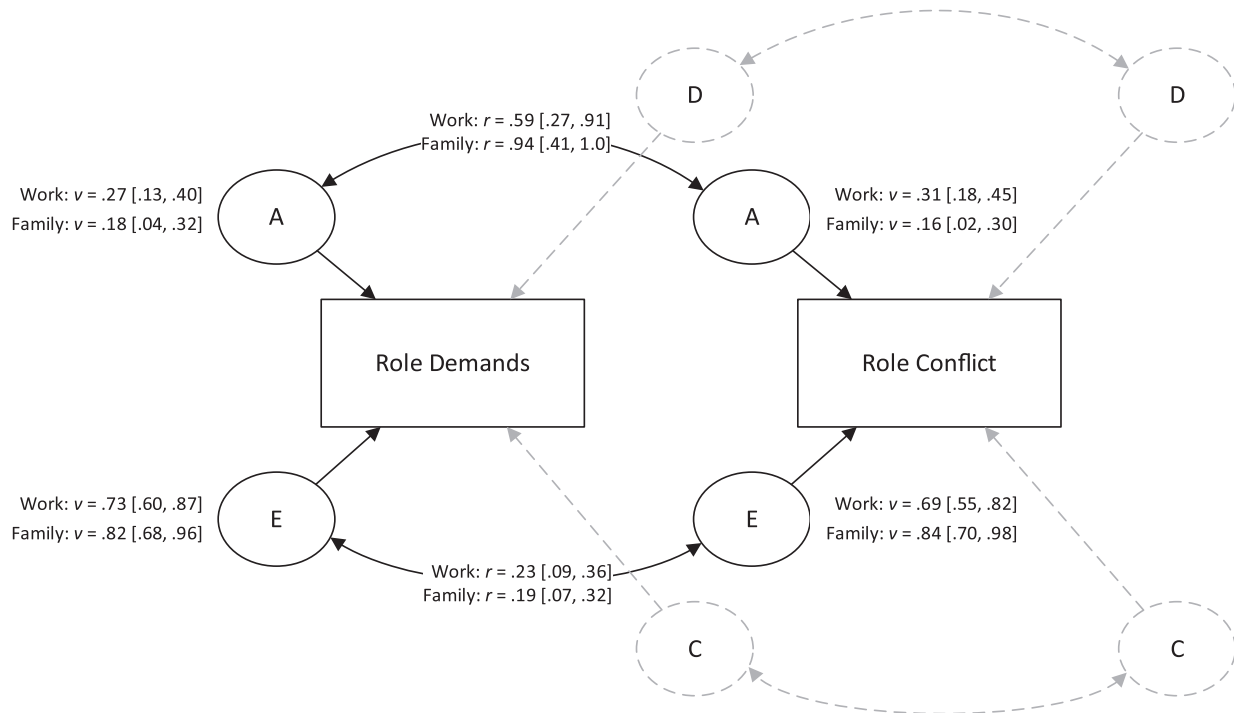 D
D
Work: r = .59 [.27, .91]
Family: r = .94 [.41, 1.0]
Work: v = .27 [.13, .40]
Family: v = .18 [.04, .32]
A
A
Work: v = .31 [.18, .45]
Family: v = .16 [.02, .30]
Role Demands
Role Conflict
Work: v = .73 [.60, .87]
Family: v = .82 [.68, .96]
E
E
Work: v = .69 [.55, .82]
Family: v = .84 [.70, .98]
Work: r = .23 [.09, .36]
Family: r = .19 [.07, .32]
C
C